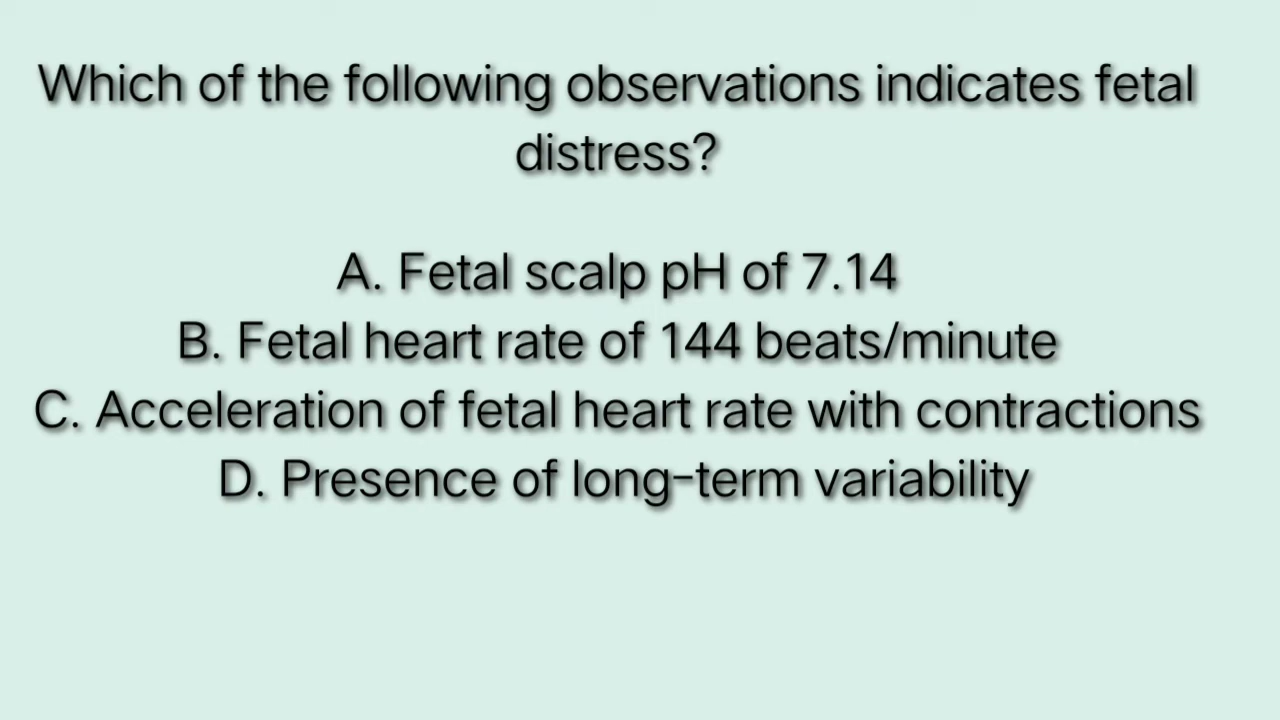 Which of the following observations indicates fetal
distress?
A. Fetal scalp pH of 7.14
B. Fetal heart rate of 144 beats/minute
C. Acceleration of fetal heart rate with contractions
D. Presence of long-term variability